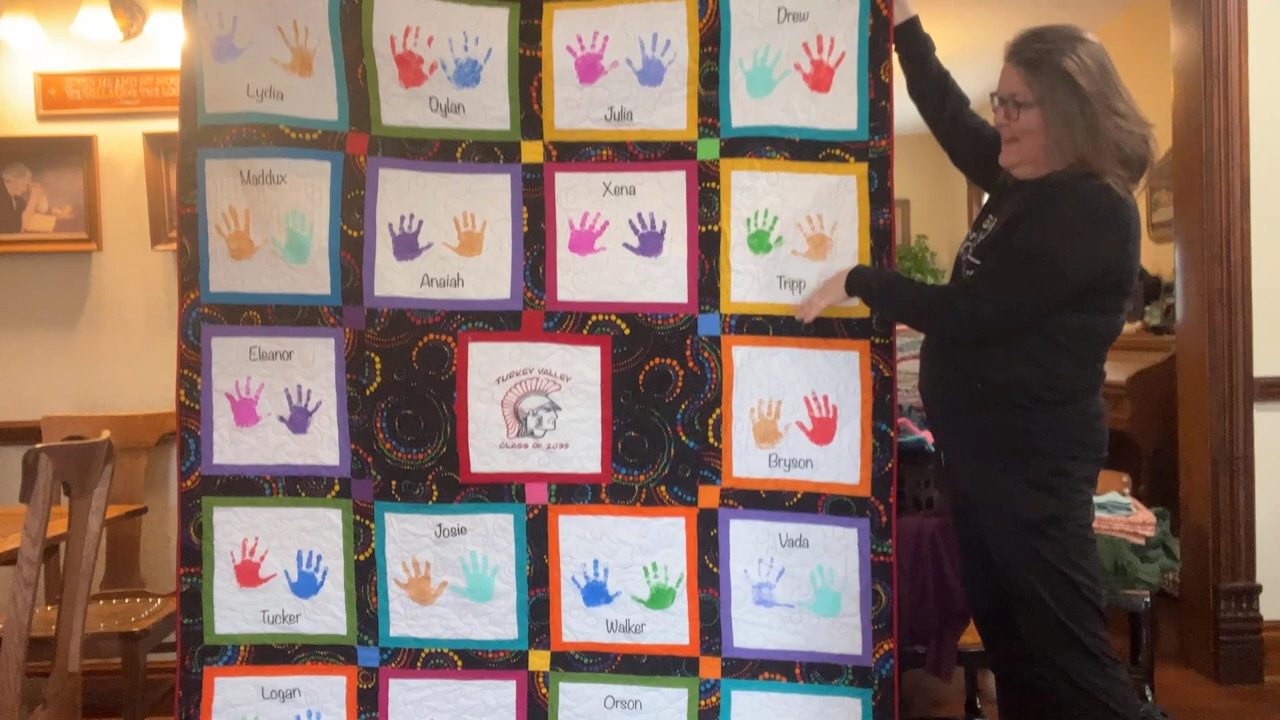 Drew
Lydia
Dylan
Julia
Maddux
Xena
Anaiah
Tripp
Eleanor
TURKEY VALLEY
CLASS OF 2035
Bryson
Josie
Vada
Tucker
Walker
Logan
Orson